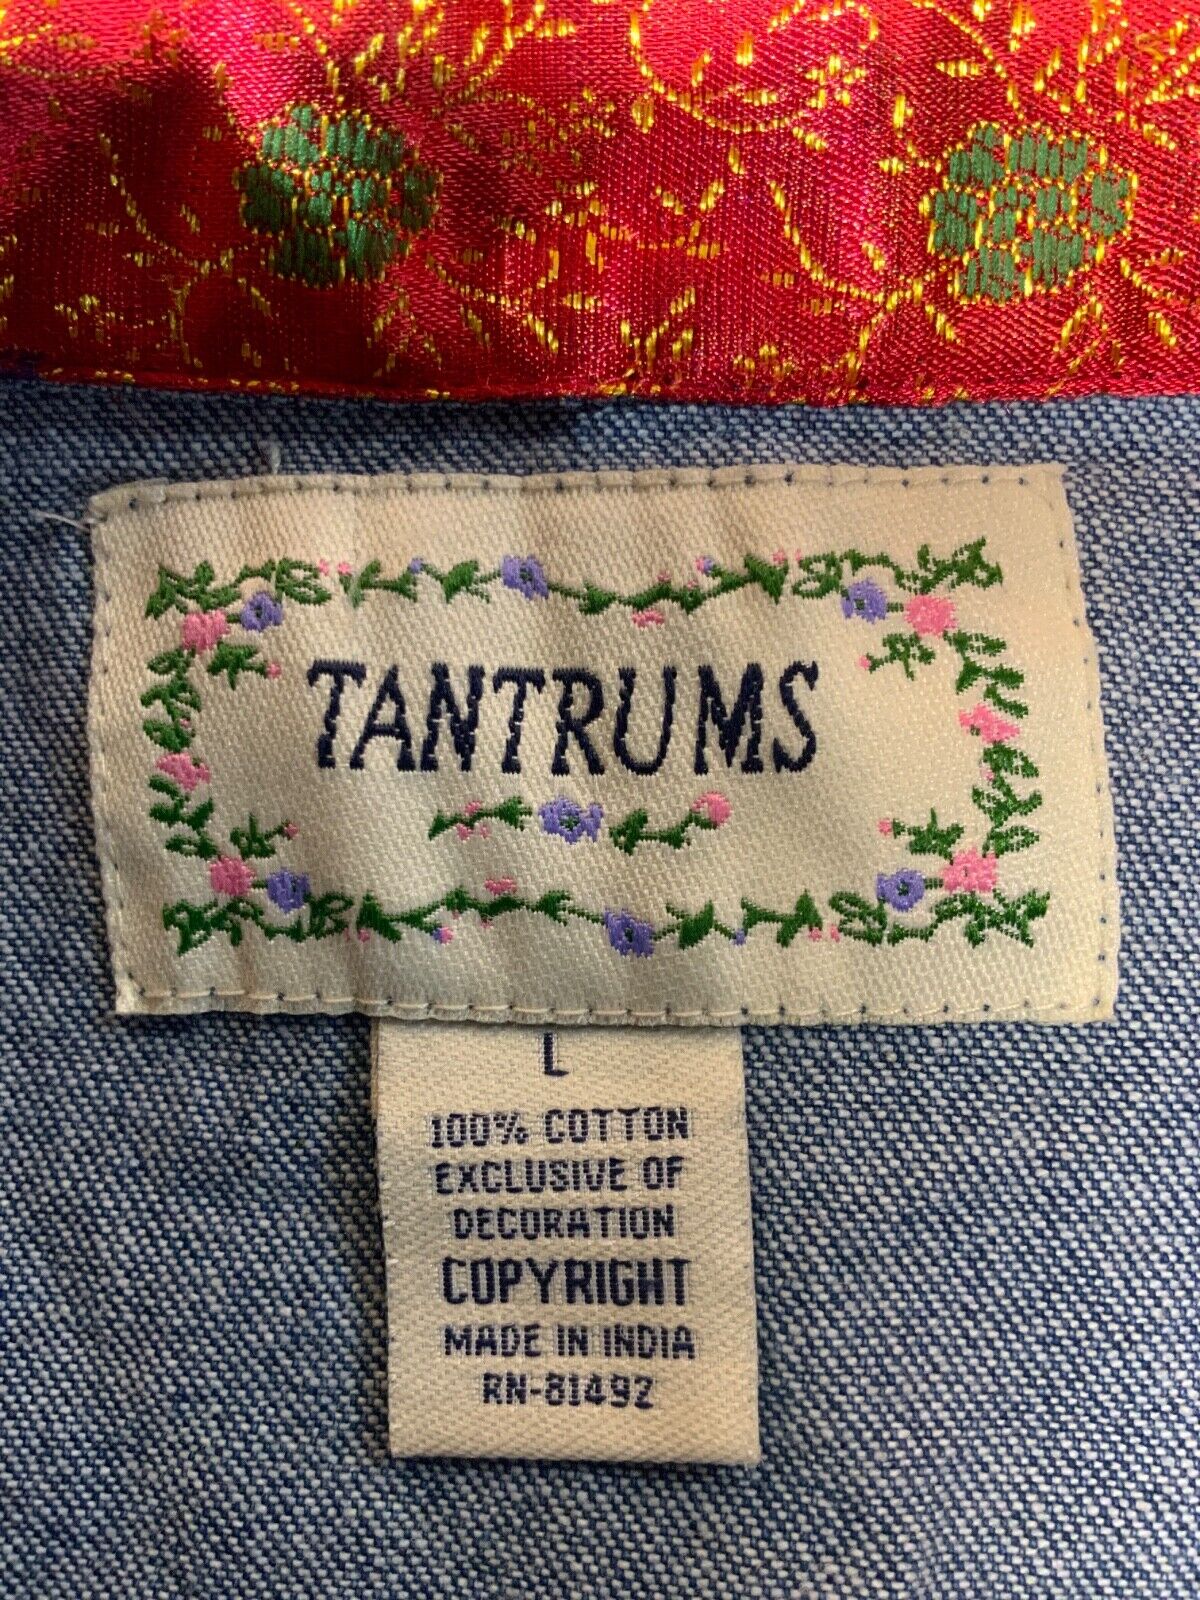 TANTRUMS
L
100% COTTON
EXCLUSIVE OF
DECORATION
COPYRIGHT
MADE IN INDIA
RN-81492